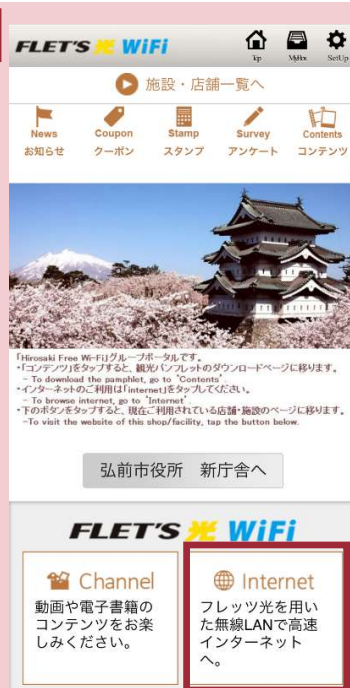 FLET'S 光 WiFi
Top MyBox SetUp
施設・店舗一覧へ
News Coupon Stamp Survey Contents
お知らせ クーポン スタンプ アンケート コンテンツ
「Hirosaki Free Wi-Fi」グループポータルです。
・「コンテンツ」をタップすると、観光パンフレットのダウンロードページに移ります。
- To download the pamphlet, go to "Contents".
・インターネットのご利用は「internet」をタップしてください。
- To browse internet, go to "Internet".
・下のボタンをタップすると、現在ご利用されている店舗・施設のページに移ります。
-To visit the website of this shop/facility, tap the button below.
弘前市役所 新庁舎へ
FLET'S 光 WiFi
Channel
動画や電子書籍の
コンテンツをお楽
しみください。
Internet
フレッツ光を用い
た無線LANで高速
インターネット
へ。